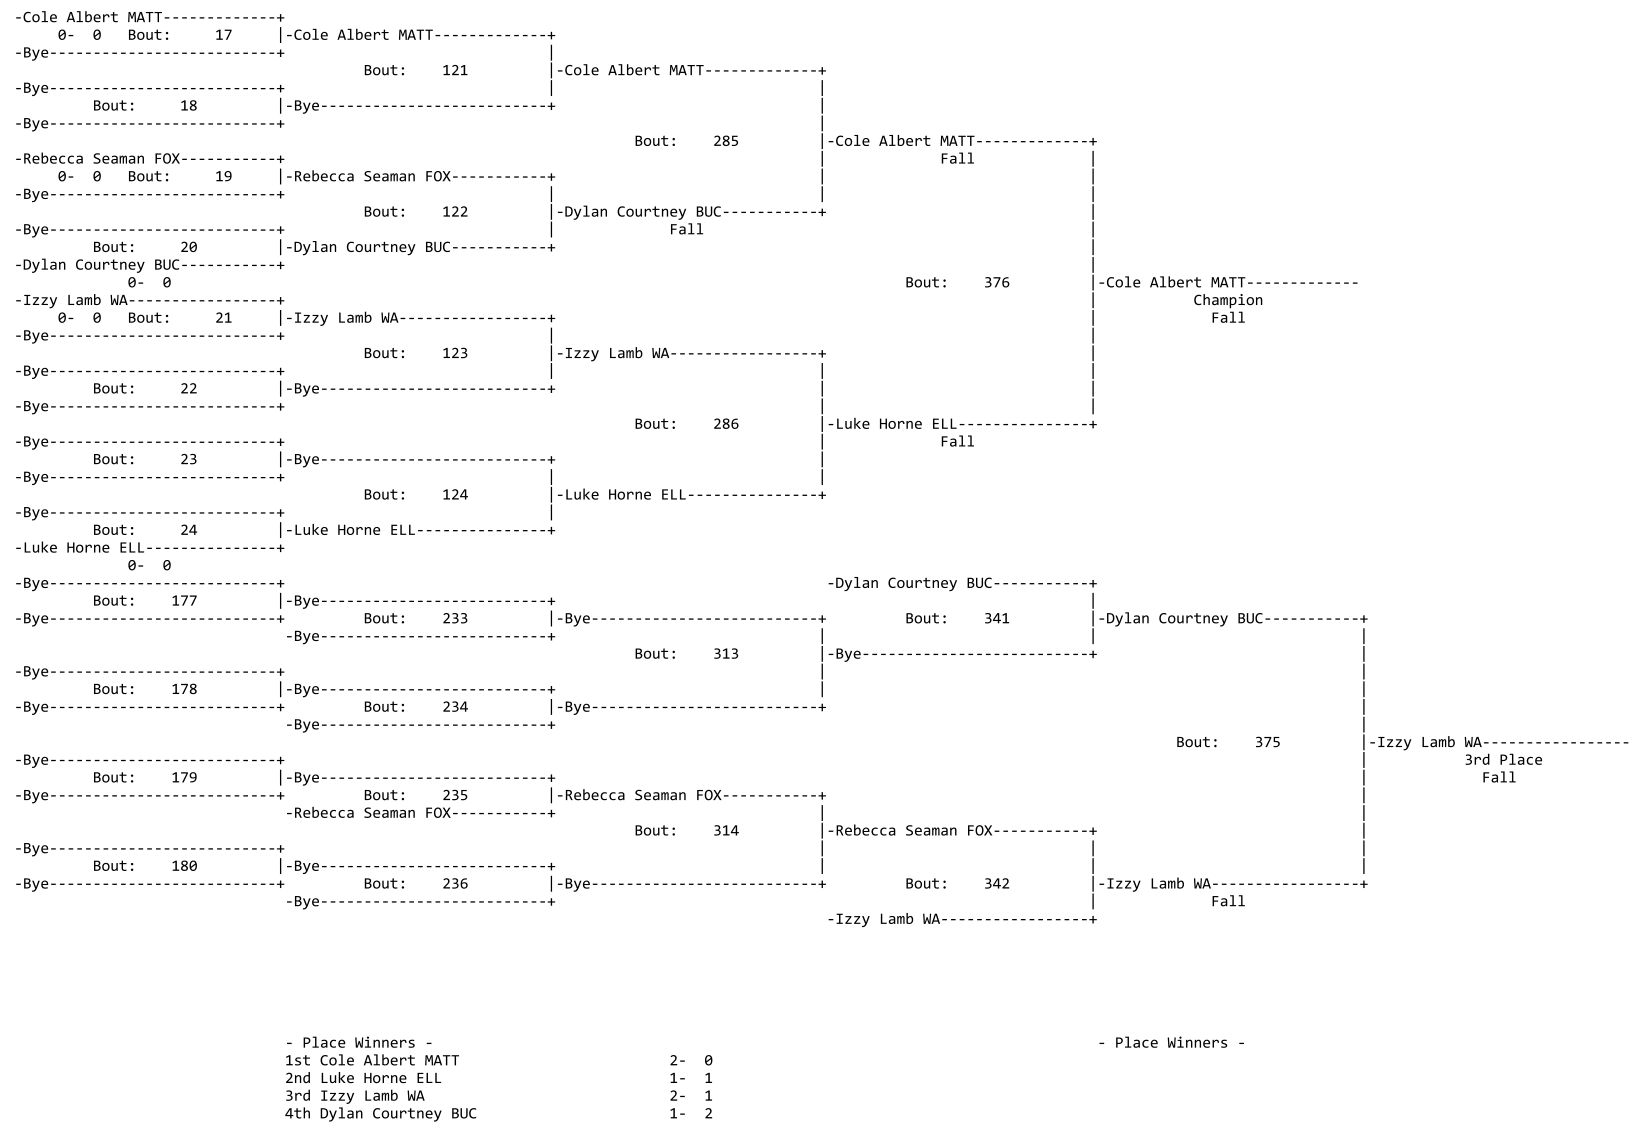 -Cole Albert MATT-------------+
     0-  0   Bout:     17     |-Cole Albert MATT-------------+
-Bye--------------------------+                              |
                                        Bout:    121         |-Cole Albert MATT-------------+
-Bye--------------------------+                              |                              |
         Bout:     18         |-Bye--------------------------+                              |
-Bye--------------------------+                                                             |
                                                                       Bout:    285         |-Cole Albert MATT-------------+
-Rebecca Seaman FOX-----------+                                                             |             Fall             |
     0-  0   Bout:     19     |-Rebecca Seaman FOX-----------+                              |                              |
-Bye--------------------------+                              |                              |                              |
                                        Bout:    122         |-Dylan Courtney BUC-----------+                              |
-Bye--------------------------+                              |             Fall                                            |
         Bout:     20         |-Dylan Courtney BUC-----------+                                                             |
-Dylan Courtney BUC-----------+                                                                                            |
             0-  0                                                                                    Bout:    376         |-Cole Albert MATT-------------
-Izzy Lamb WA-----------------+                                                                                            |           Champion
     0-  0   Bout:     21     |-Izzy Lamb WA-----------------+                                                             |             Fall
-Bye--------------------------+                              |                                                             |
                                        Bout:    123         |-Izzy Lamb WA-----------------+                              |
-Bye--------------------------+                              |                              |                              |
         Bout:     22         |-Bye--------------------------+                              |                              |
-Bye--------------------------+                                                             |                              |
                                                                       Bout:    286         |-Luke Horne ELL---------------+
-Bye--------------------------+                                                             |             Fall
         Bout:     23         |-Bye--------------------------+                              |
-Bye--------------------------+                              |                              |
                                        Bout:    124         |-Luke Horne ELL---------------+
-Bye--------------------------+                              |
         Bout:     24         |-Luke Horne ELL---------------+
-Luke Horne ELL---------------+
             0-  0
-Bye--------------------------+                                                              -Dylan Courtney BUC-----------+
         Bout:    177         |-Bye--------------------------+                                                             |
-Bye--------------------------+         Bout:    233         |-Bye--------------------------+         Bout:    341         |-Dylan Courtney BUC-----------+
                               -Bye--------------------------+                              |                              |                              |
                                                                       Bout:    313         |-Bye--------------------------+                              |
-Bye--------------------------+                                                             |                                                             |
         Bout:    178         |-Bye--------------------------+                              |                                                             |
-Bye--------------------------+         Bout:    234         |-Bye--------------------------+                                                             |
                               -Bye--------------------------+                                                                                            |
                                                                                                                                     Bout:    375         |-Izzy Lamb WA-----------------
-Bye--------------------------+                                                                                                                           |           3rd Place
         Bout:    179         |-Bye--------------------------+                                                                                            |             Fall
-Bye--------------------------+         Bout:    235         |-Rebecca Seaman FOX-----------+                                                             |
                               -Rebecca Seaman FOX-----------+                              |                                                             |
                                                                       Bout:    314         |-Rebecca Seaman FOX-----------+                              |
-Bye--------------------------+                                                             |                              |                              |
         Bout:    180         |-Bye--------------------------+                              |                              |                              |
-Bye--------------------------+         Bout:    236         |-Bye--------------------------+         Bout:    342         |-Izzy Lamb WA-----------------+
                               -Bye--------------------------+                                                             |             Fall
                                                                                             -Izzy Lamb WA-----------------+
                               - Place Winners -                                                                            - Place Winners -
                               1st Cole Albert MATT                        2-  0
                               2nd Luke Horne ELL                          1-  1
                               3rd Izzy Lamb WA                            2-  1
                               4th Dylan Courtney BUC                      1-  2